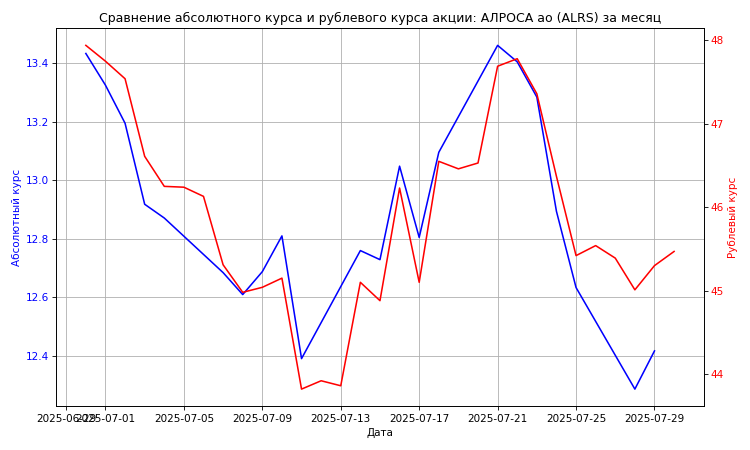 Сравнение абсолютного курса и рублевого курса акции: АЛРОСА ао (ALRS) за месяц
13.4
13.2
13.0
12.8
12.6
12.4
Абсолютный курс
48
47
46
45
44
Рублевый курс
2025-06-29 2025-07-01 2025-07-05 2025-07-09 2025-07-13 2025-07-17 2025-07-21 2025-07-25 2025-07-29
Дата